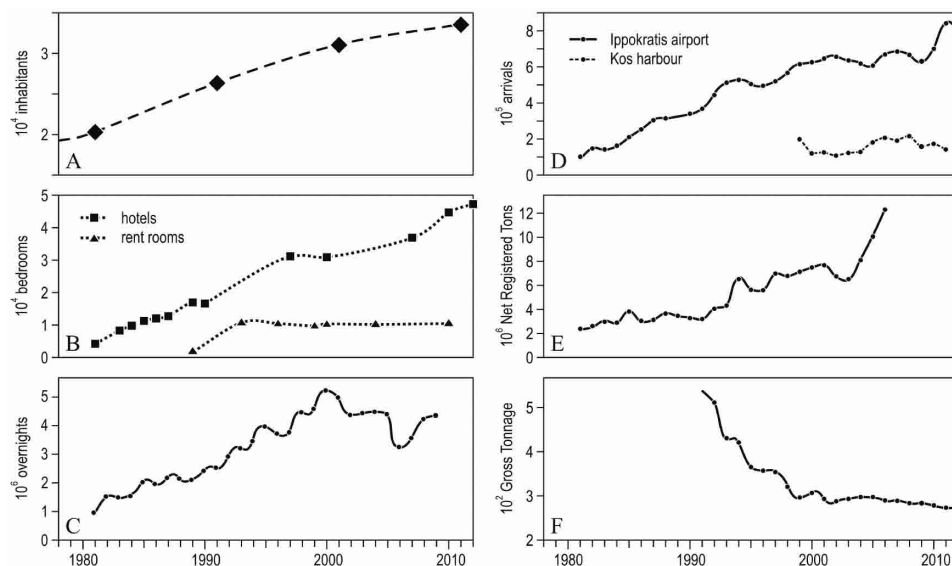 10⁴ inhabitants
3
2
A
10⁴ bedrooms
5
4
3
2
1
0
hotels
rent rooms
B
10⁶ overnights
5
4
3
2
1
0
C
1980 1990 2000 2010
10⁵ arrivals
8
6
4
2
0
Ippokratis airport
Kos harbour
D
10⁶ Net Registered Tons
12
10
8
6
4
2
0
E
10² Gross Tonnage
5
4
3
2
F
1980 1990 2000 2010